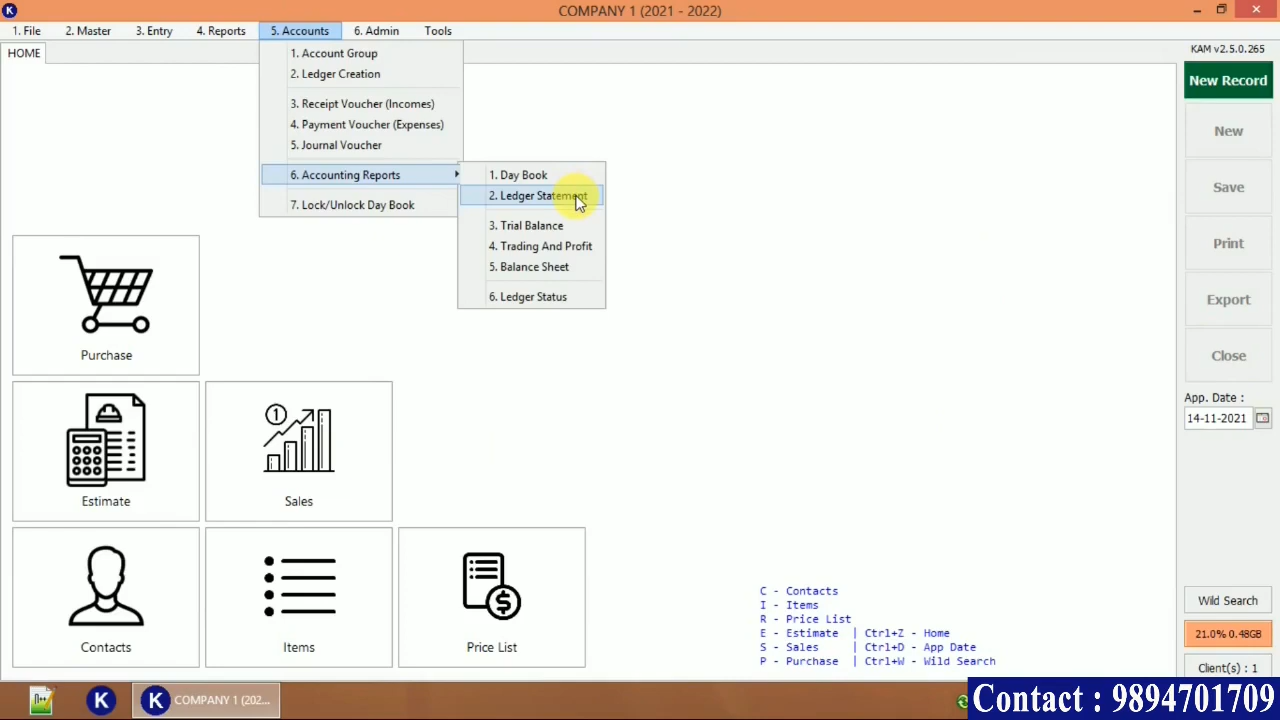 COMPANY 1 (2021 - 2022)
1. File
2. Master
3. Entry
4. Reports
5. Accounts
6. Admin
Tools
HOME
KAM v2.5.0.265
1. Account Group
2. Ledger Creation
3. Receipt Voucher (Incomes)
4. Payment Voucher (Expenses)
5. Journal Voucher
6. Accounting Reports
7. Lock/Unlock Day Book
1. Day Book
2. Ledger Statement
3. Trial Balance
4. Trading And Profit
5. Balance Sheet
6. Ledger Status
New Record
New
Save
Print
Export
Close
App. Date :
14-11-2021
Purchase
Estimate
1
Sales
Contacts
Items
Price List
C - Contacts
I - Items
R - Price List
E - Estimate | Ctrl+Z - Home
S - Sales | Ctrl+D - App Date
P - Purchase | Ctrl+W - Wild Search
Wild Search
21.0% 0.48GB
Client(s) : 1
K
K COMPANY 1 (202...
Contact : 9894701709